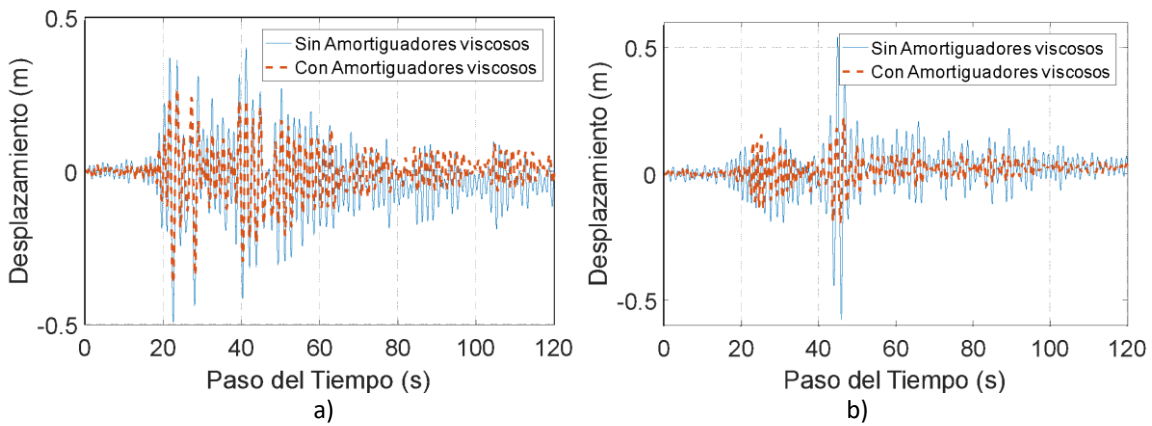 0.5
0
-0.5
Desplazamiento (m)
Sin Amortiguadores viscosos
Con Amortiguadores viscosos
0 20 40 60 80 100 120
Paso del Tiempo (s)
a)
0.5
0
-0.5
Desplazamiento (m)
Sin Amortiguadores viscosos
Con Amortiguadores viscosos
0 20 40 60 80 100 120
Paso del Tiempo (s)
b)